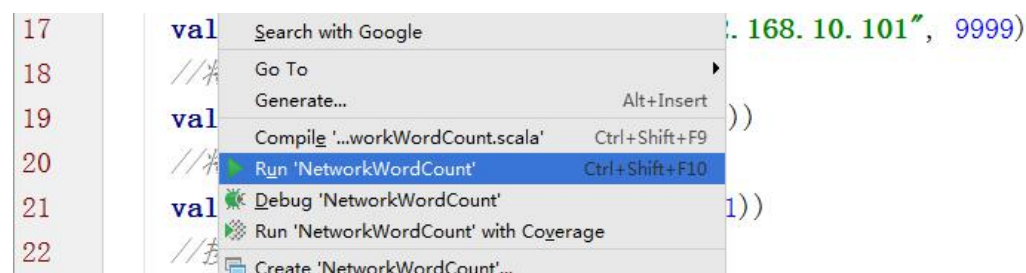 17 val Search with Google .168.10.101", 9999)
18 // Go To
Generate... Alt+Insert
19 val ))
Compile '...workWordCount.scala' Ctrl+Shift+F9
20 // Run 'NetworkWordCount' Ctrl+Shift+F10
21 val Debug 'NetworkWordCount' 1))
Run 'NetworkWordCount' with Coverage
22 //
Create 'NetworkWordCount'...